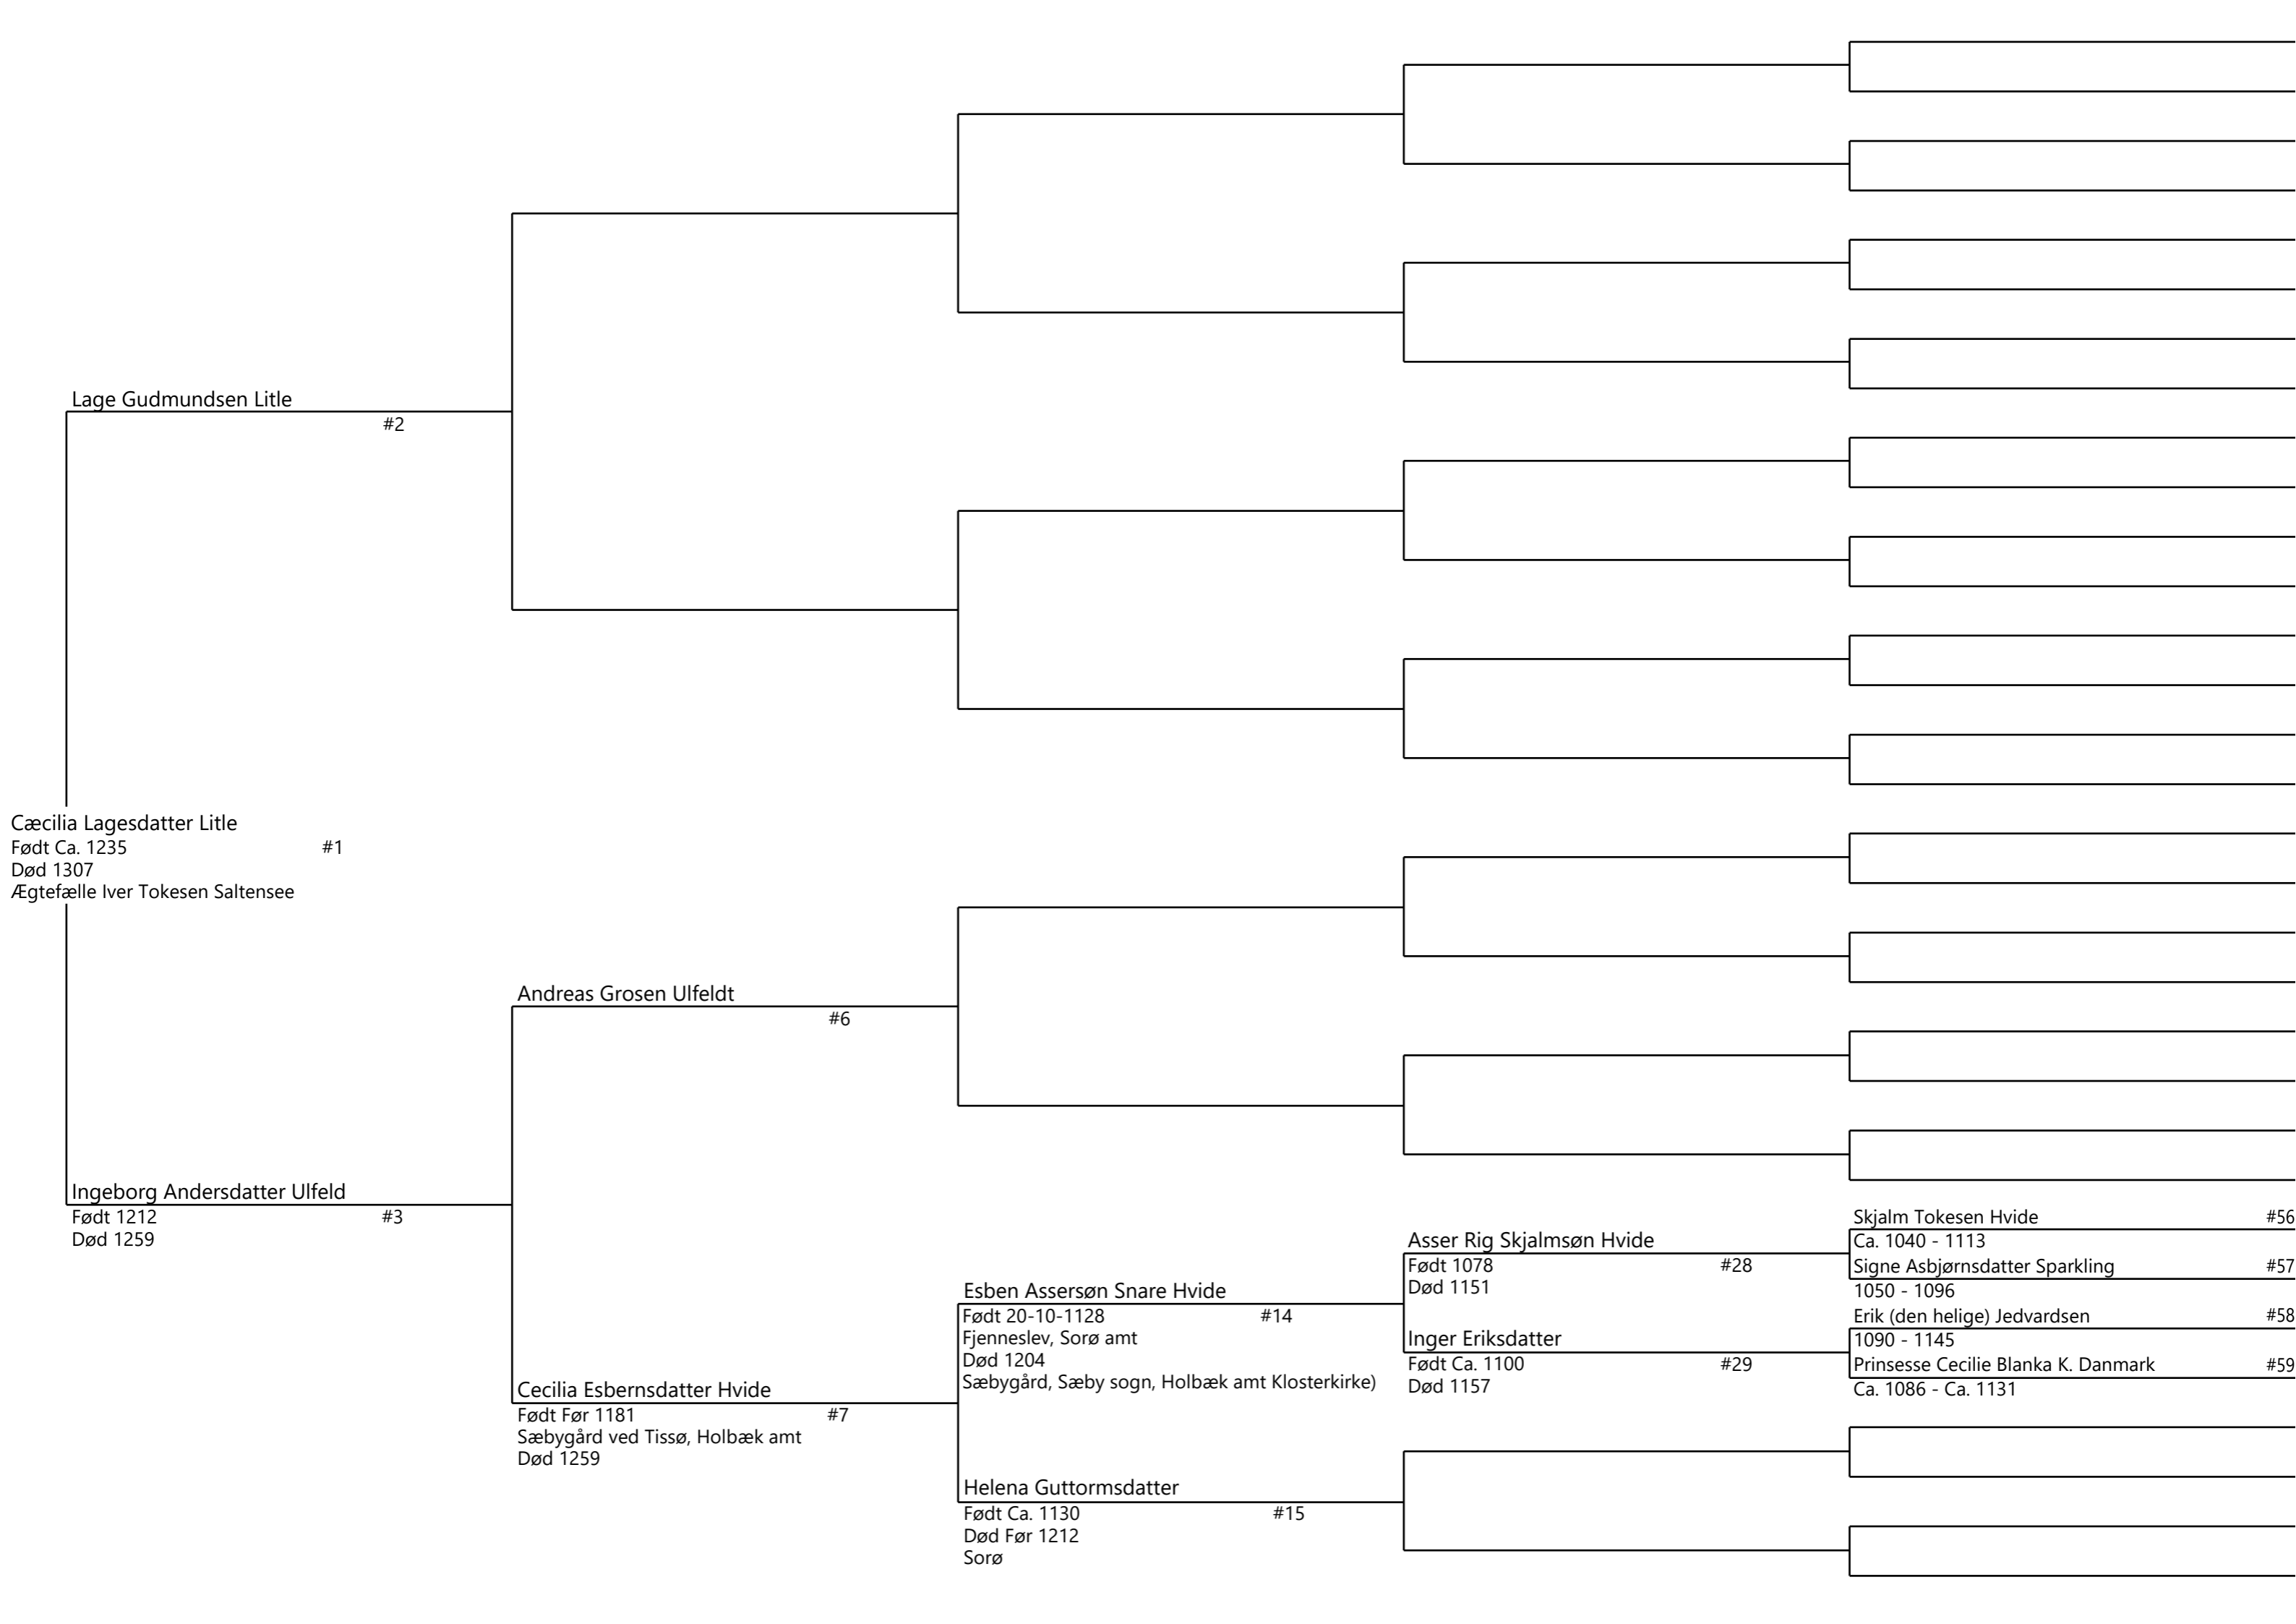 Lage Gudmundsen Litle
#2
Cæcilia Lagesdatter Litle
Født Ca. 1235 #1
Død 1307
Ægtefælle Iver Tokesen Saltensee
Andreas Grosen Ulfeldt
#6
Ingeborg Andersdatter Ulfeld
Født 1212 #3
Død 1259
Skjalm Tokesen Hvide #56
Ca. 1040 - 1113
Asser Rig Skjalmsøn Hvide
Født 1078 #28
Død 1151
Signe Asbjørnsdatter Sparkling #57
1050 - 1096
Esben Assersøn Snare Hvide
Født 20-10-1128 #14
Fjenneslev, Sorø amt
Død 1204
Sæbygård, Sæby sogn, Holbæk amt Klosterkirke)
Erik (den helige) Jedvardsen #58
1090 - 1145
Inger Eriksdatter
Født Ca. 1100 #29
Død 1157
Prinsesse Cecilie Blanka K. Danmark #59
Ca. 1086 - Ca. 1131
Cecilia Esbernsdatter Hvide
Født Før 1181 #7
Sæbygård ved Tissø, Holbæk amt
Død 1259
Helena Guttormsdatter
Født Ca. 1130 #15
Død Før 1212
Sorø